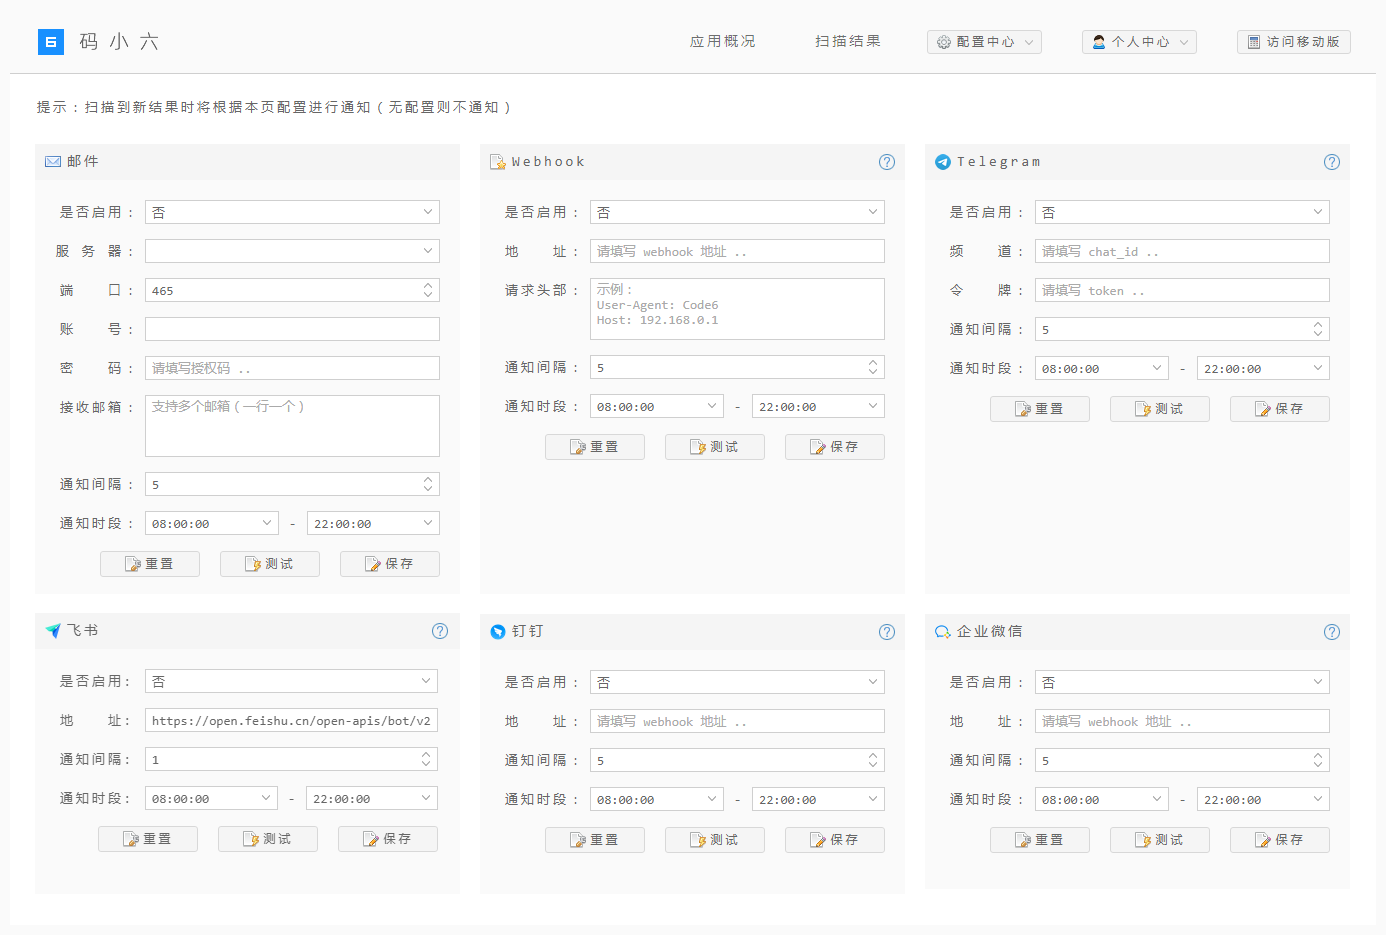 码小六
应用概况
扫描结果
配置中心
个人中心
访问移动版
提示：扫描到新结果时将根据本页配置进行通知（无配置则不通知）
邮件
是否启用： 否
服务器：
端口： 465
账号：
密码： 请填写授权码 ..
接收邮箱： 支持多个邮箱（一行一个）
通知间隔： 5
通知时段： 08:00:00 - 22:00:00
重置 测试 保存
Webhook
是否启用： 否
地址： 请填写 webhook 地址 ..
请求头部： 示例：
User-Agent: Code6
Host: 192.168.0.1
通知间隔： 5
通知时段： 08:00:00 - 22:00:00
重置 测试 保存
Telegram
是否启用： 否
频道： 请填写 chat_id ..
令牌： 请填写 token ..
通知间隔： 5
通知时段： 08:00:00 - 22:00:00
重置 测试 保存
飞书
是否启用： 否
地址： https://open.feishu.cn/open-apis/bot/v2
通知间隔： 1
通知时段： 08:00:00 - 22:00:00
重置 测试 保存
钉钉
是否启用： 否
地址： 请填写 webhook 地址 ..
通知间隔： 5
通知时段： 08:00:00 - 22:00:00
重置 测试 保存
企业微信
是否启用： 否
地址： 请填写 webhook 地址 ..
通知间隔： 5
通知时段： 08:00:00 - 22:00:00
重置 测试 保存